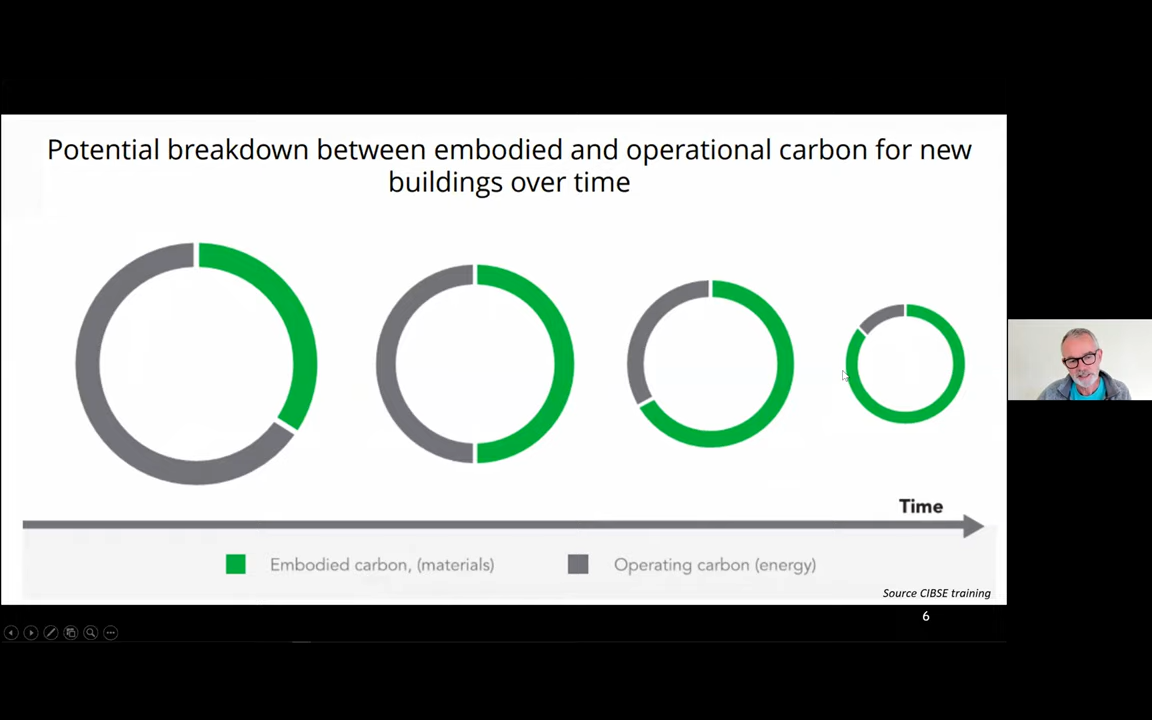 Potential breakdown between embodied and operational carbon for new
buildings over time
Time
Embodied carbon, (materials)
Operating carbon (energy)
Source CIBSE training
6